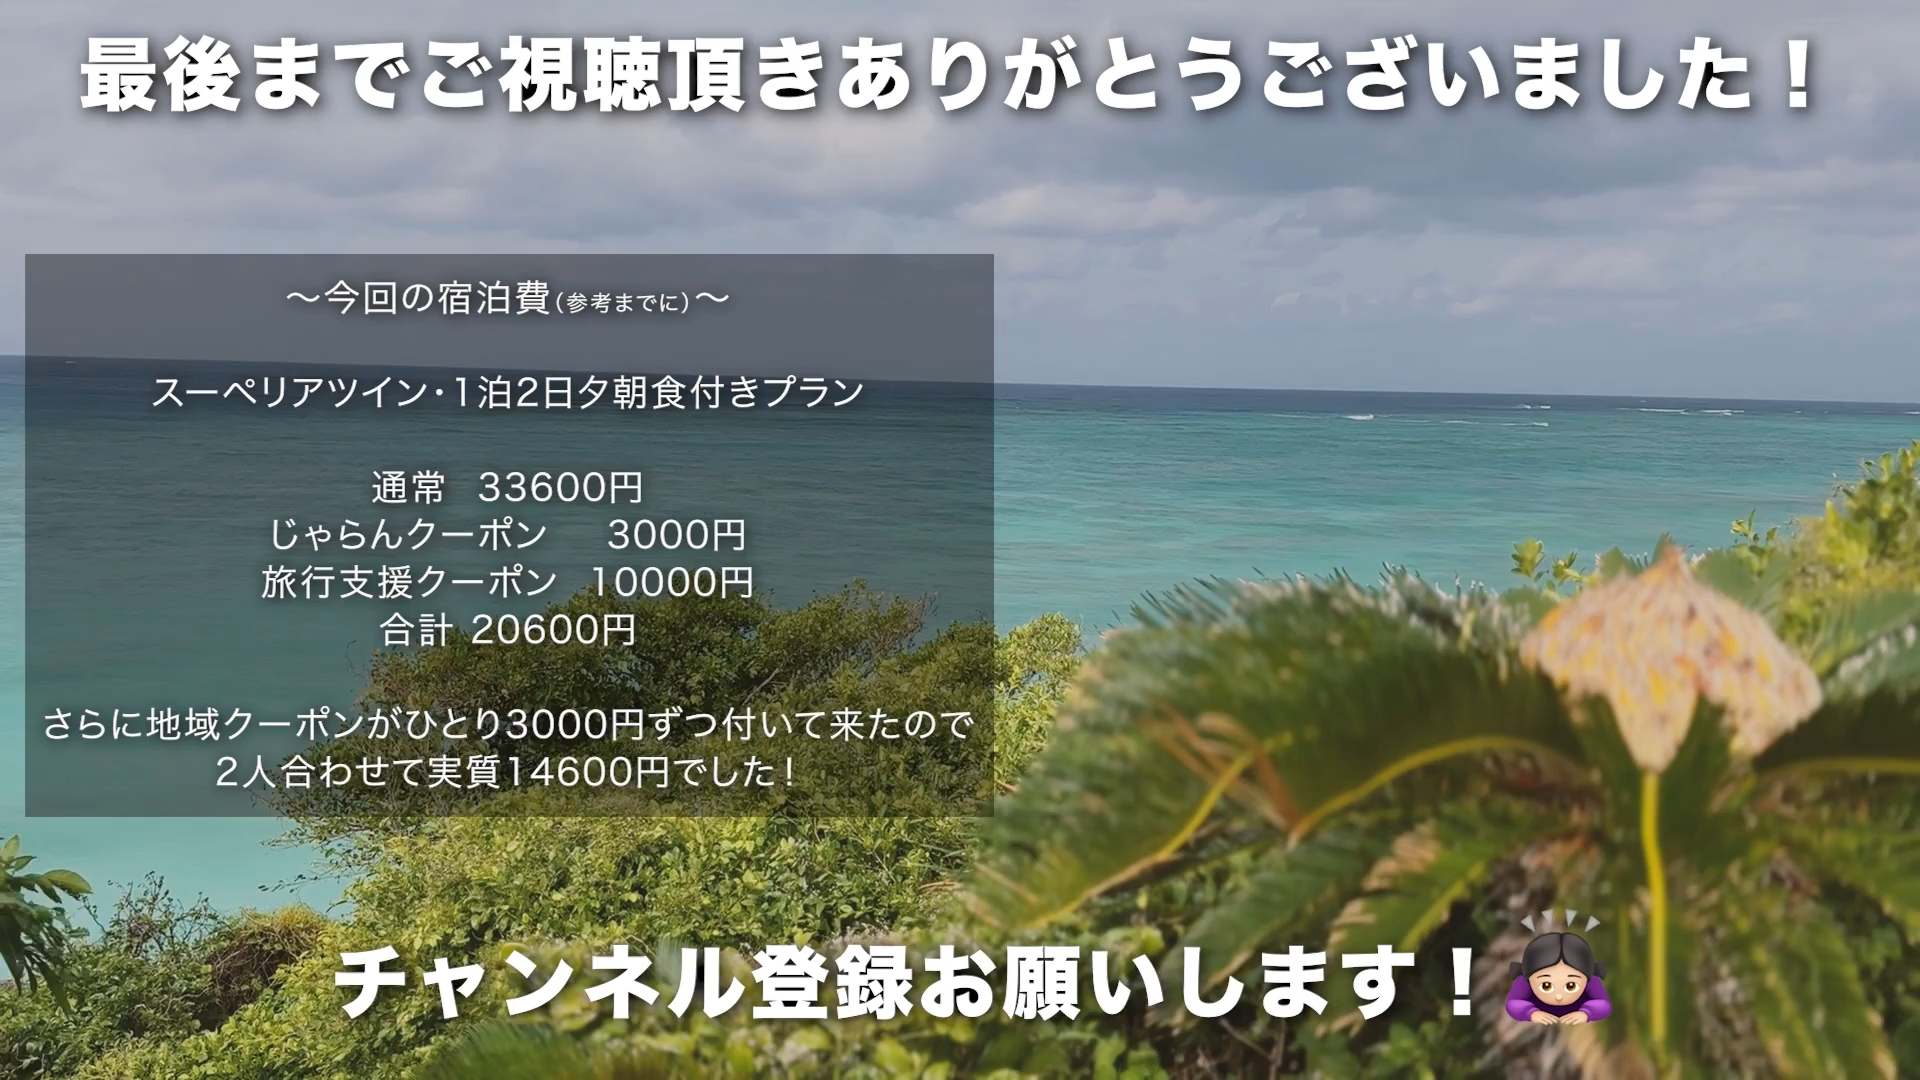 最後までご視聴頂きありがとうございました！
～今回の宿泊費(参考までに)～
スーペリアツイン・1泊2日夕朝食付きプラン
通常 33600円
じゃらんクーポン 3000円
旅行支援クーポン 10000円
合計 20600円
さらに地域クーポンがひとり3000円ずつ付いて来たので
2人合わせて実質14600円でした！
チャンネル登録お願いします！🙇🏻‍♀️